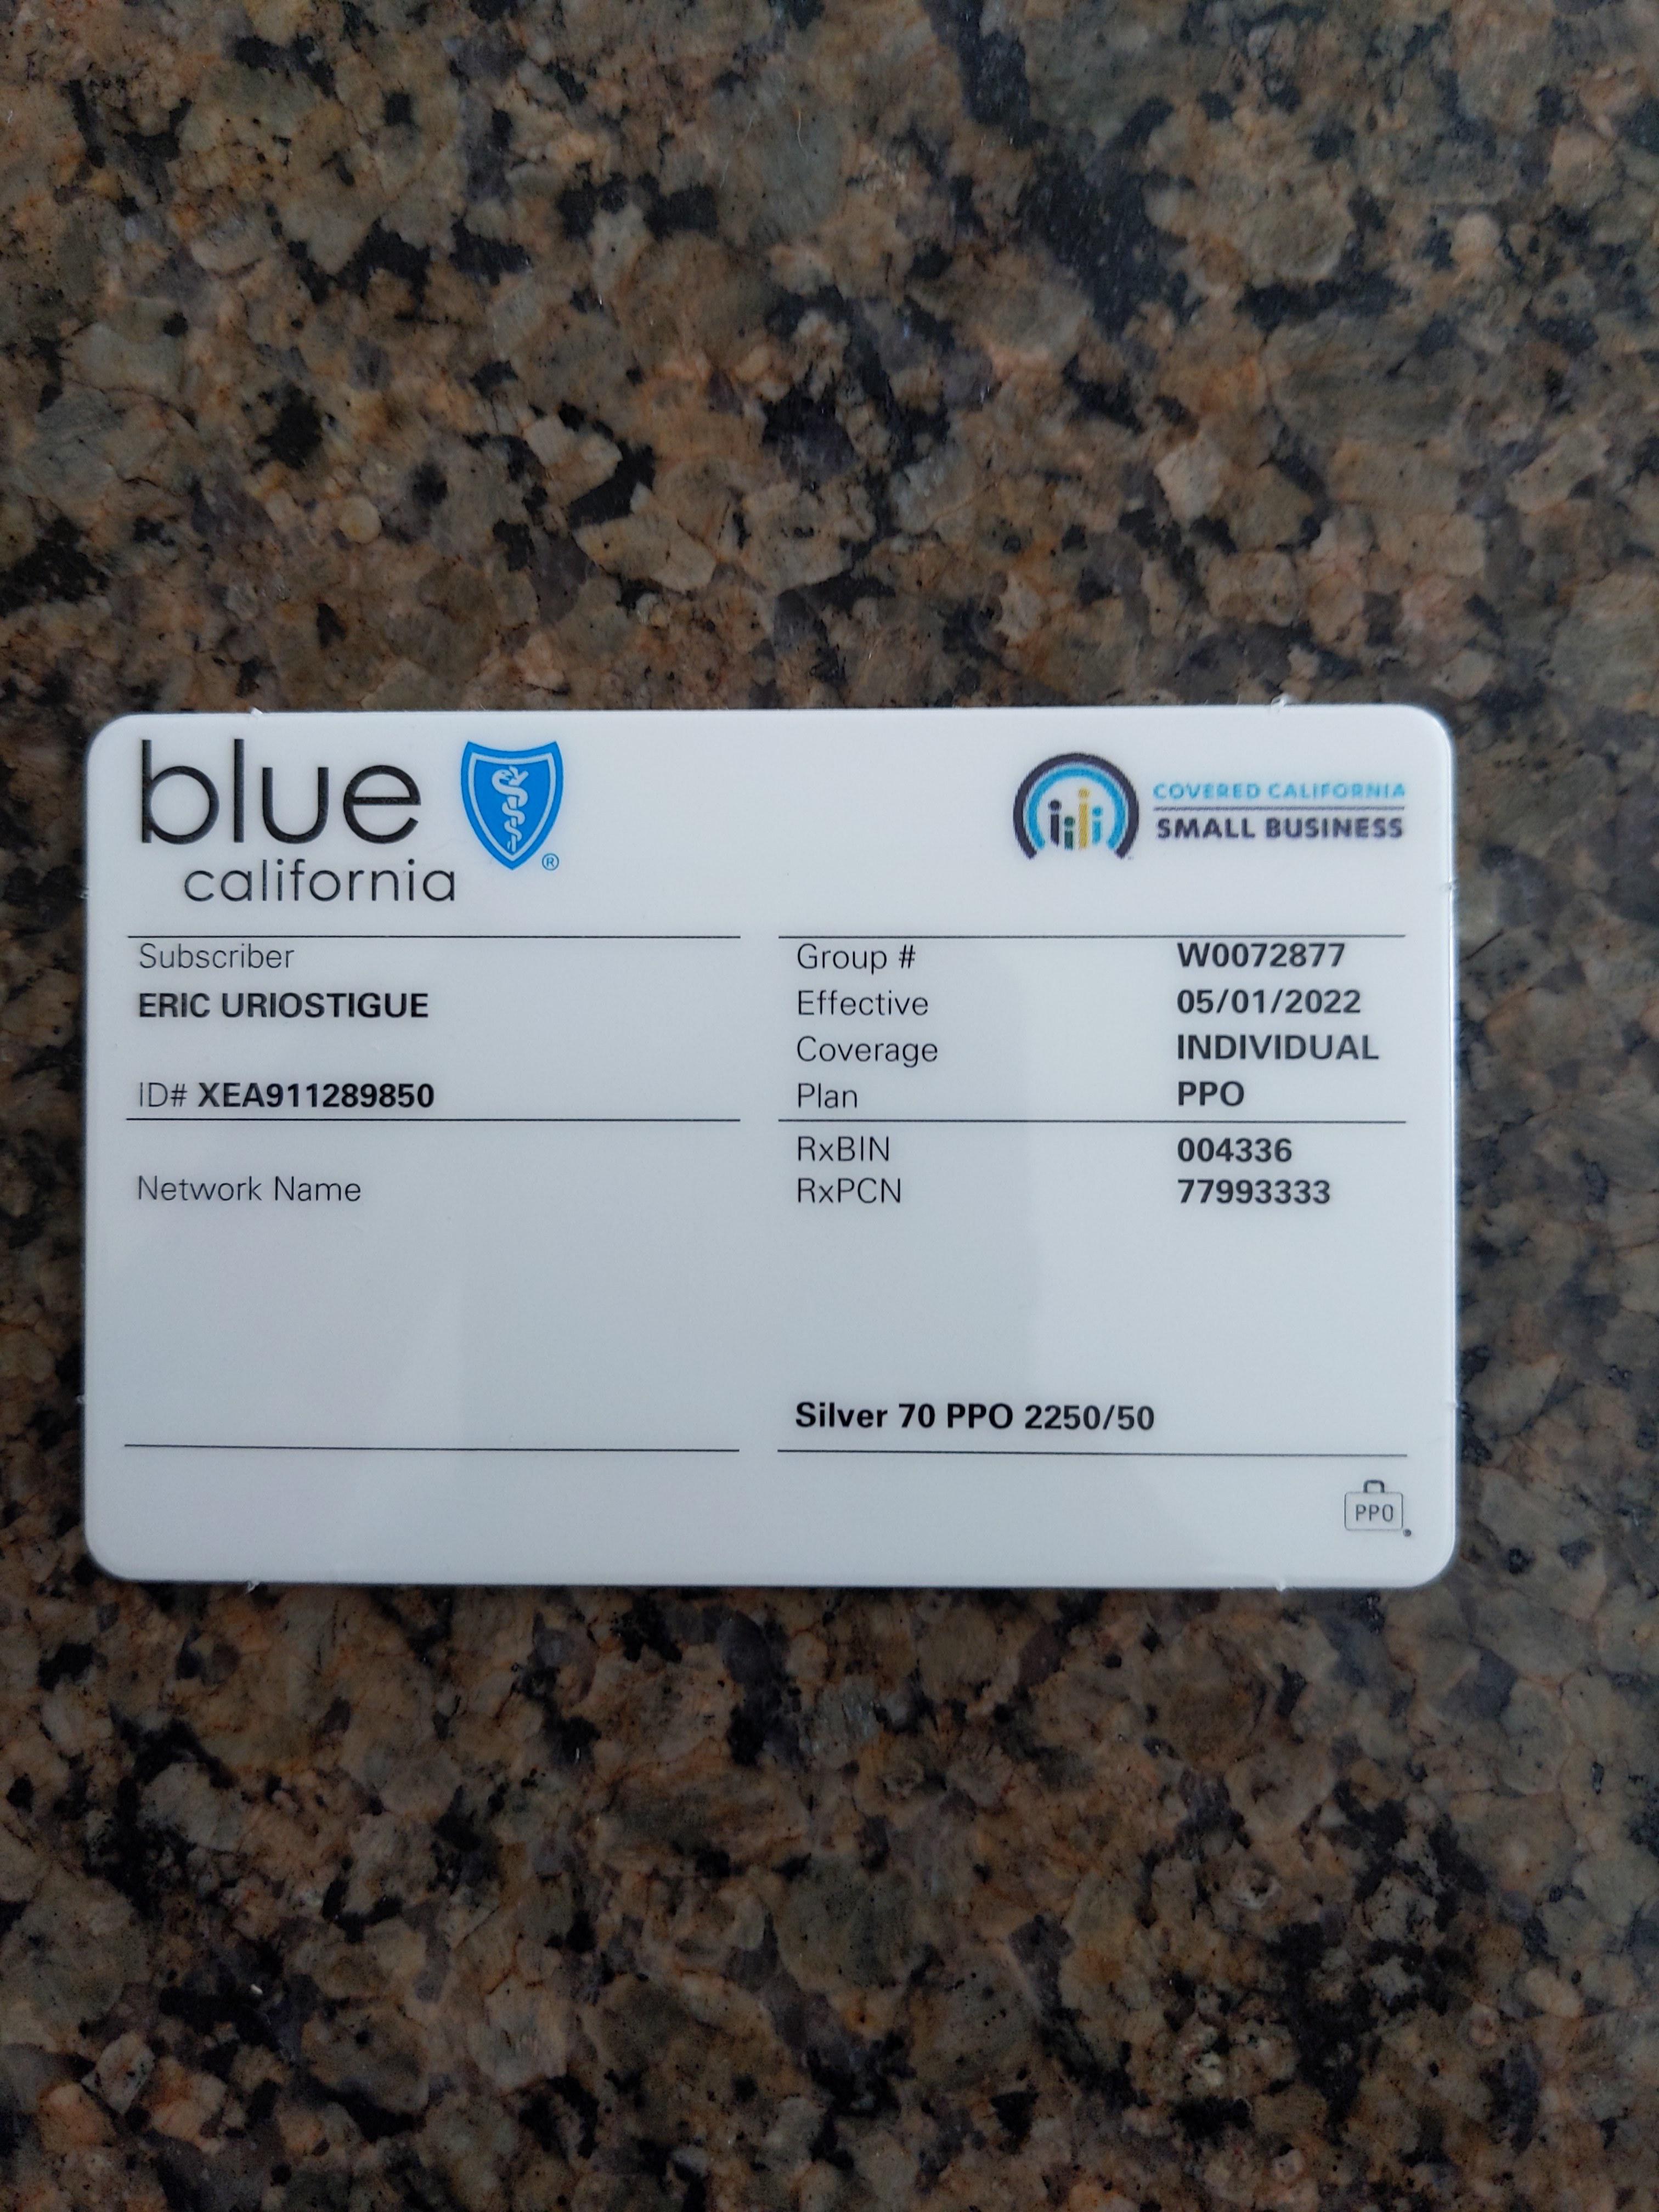 blue
california
®
COVERED CALIFORNIA
SMALL BUSINESS
Subscriber
ERIC URIOSTIGUE
ID# XEA911289850
Network Name
Group # W0072877
Effective 05/01/2022
Coverage INDIVIDUAL
Plan PPO
RxBIN 004336
RxPCN 77993333
Silver 70 PPO 2250/50
PPO